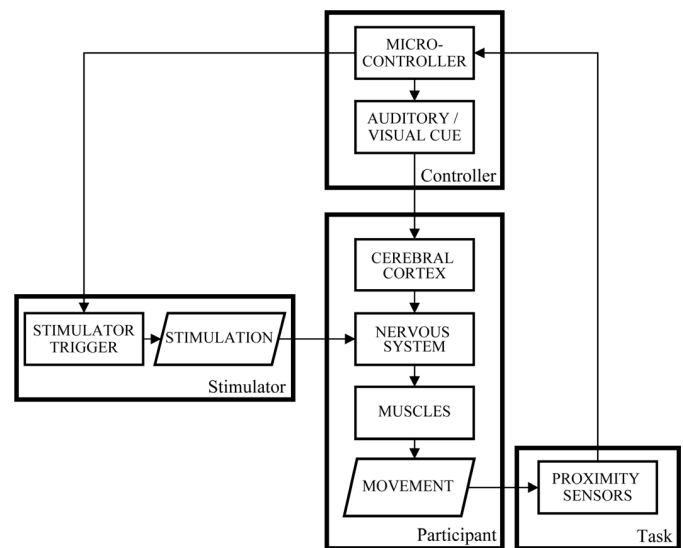 MICRO-
CONTROLLER
AUDITORY /
VISUAL CUE
Controller
CEREBRAL
CORTEX
STIMULATOR
TRIGGER
STIMULATION
Stimulator
NERVOUS
SYSTEM
MUSCLES
MOVEMENT
Participant
PROXIMITY
SENSORS
Task